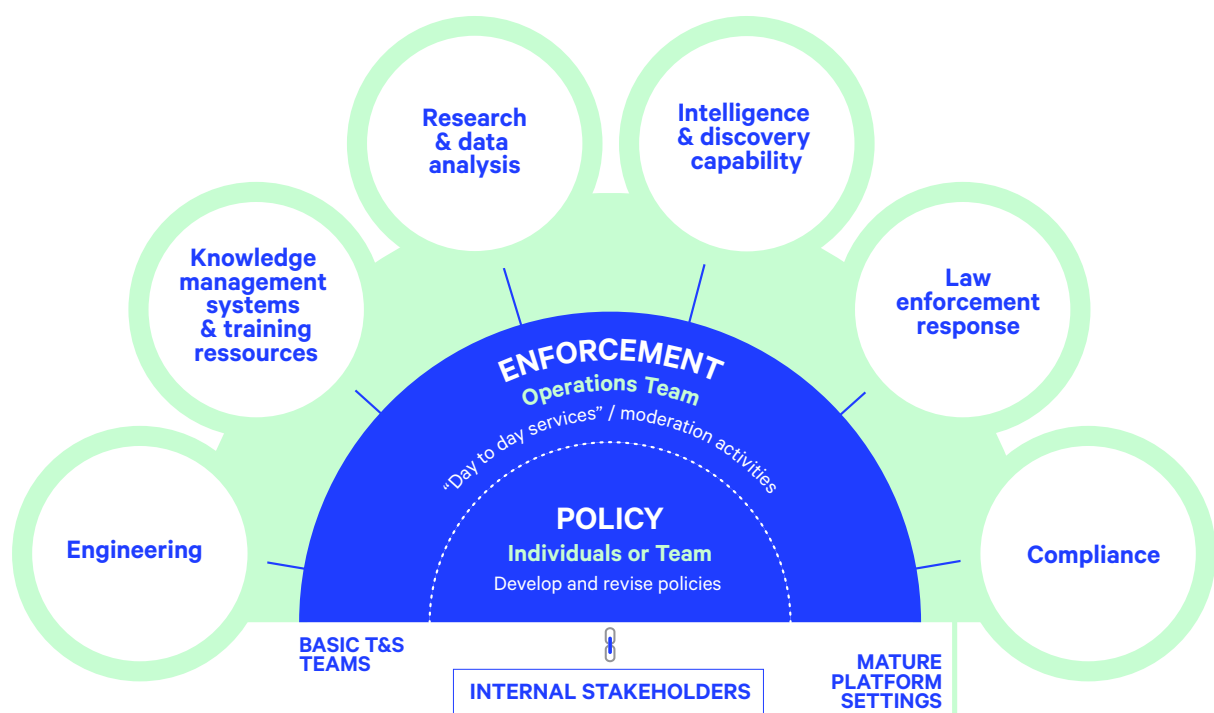 Research
& data
analysis
Intelligence
& discovery
capability
Knowledge
management
systems
& training
ressources
Law
enforcement
response
ENFORCEMENT
Operations Team
“Day to day services” / moderation activities
POLICY
Individuals or Team
Develop and revise policies
Engineering
Compliance
BASIC T&S
TEAMS
INTERNAL STAKEHOLDERS
MATURE
PLATFORM
SETTINGS